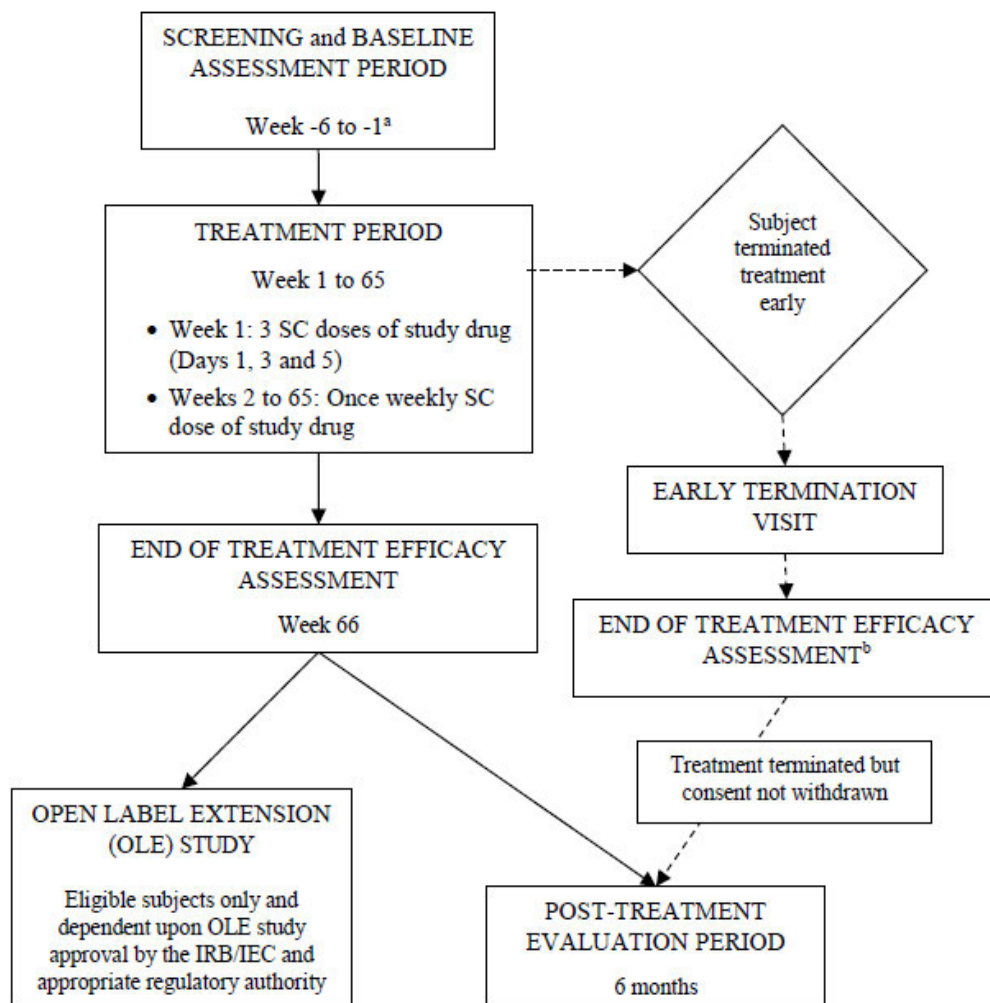 SCREENING and BASELINE
ASSESSMENT PERIOD
Week -6 to -1ᵃ
TREATMENT PERIOD
Week 1 to 65
• Week 1: 3 SC doses of study drug
(Days 1, 3 and 5)
• Weeks 2 to 65: Once weekly SC
dose of study drug
Subject
terminated
treatment
early
EARLY TERMINATION
VISIT
END OF TREATMENT EFFICACY
ASSESSMENT
Week 66
END OF TREATMENT EFFICACY
ASSESSMENTᵇ
Treatment terminated but
consent not withdrawn
OPEN LABEL EXTENSION
(OLE) STUDY
Eligible subjects only and
dependent upon OLE study
approval by the IRB/IEC and
appropriate regulatory authority
POST-TREATMENT
EVALUATION PERIOD
6 months